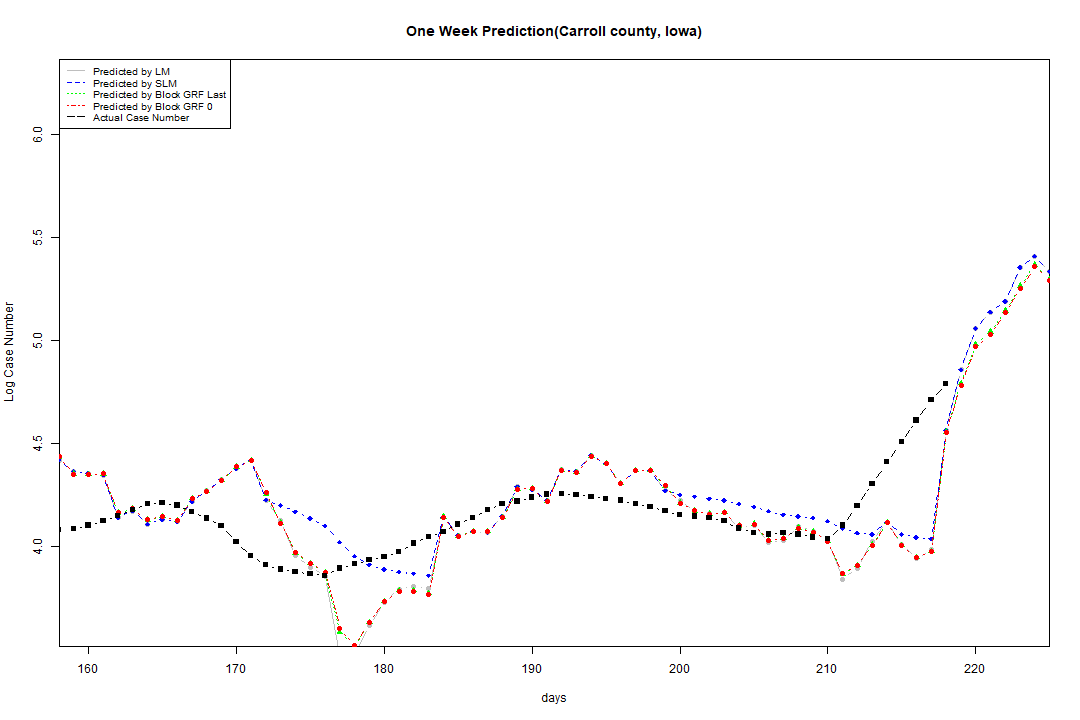 One Week Prediction(Carroll county, Iowa)
Predicted by LM
Predicted by SLM
Predicted by Block GRF Last
Predicted by Block GRF 0
Actual Case Number
6.0
5.5
5.0
4.5
4.0
Log Case Number
160 170 180 190 200 210 220
days